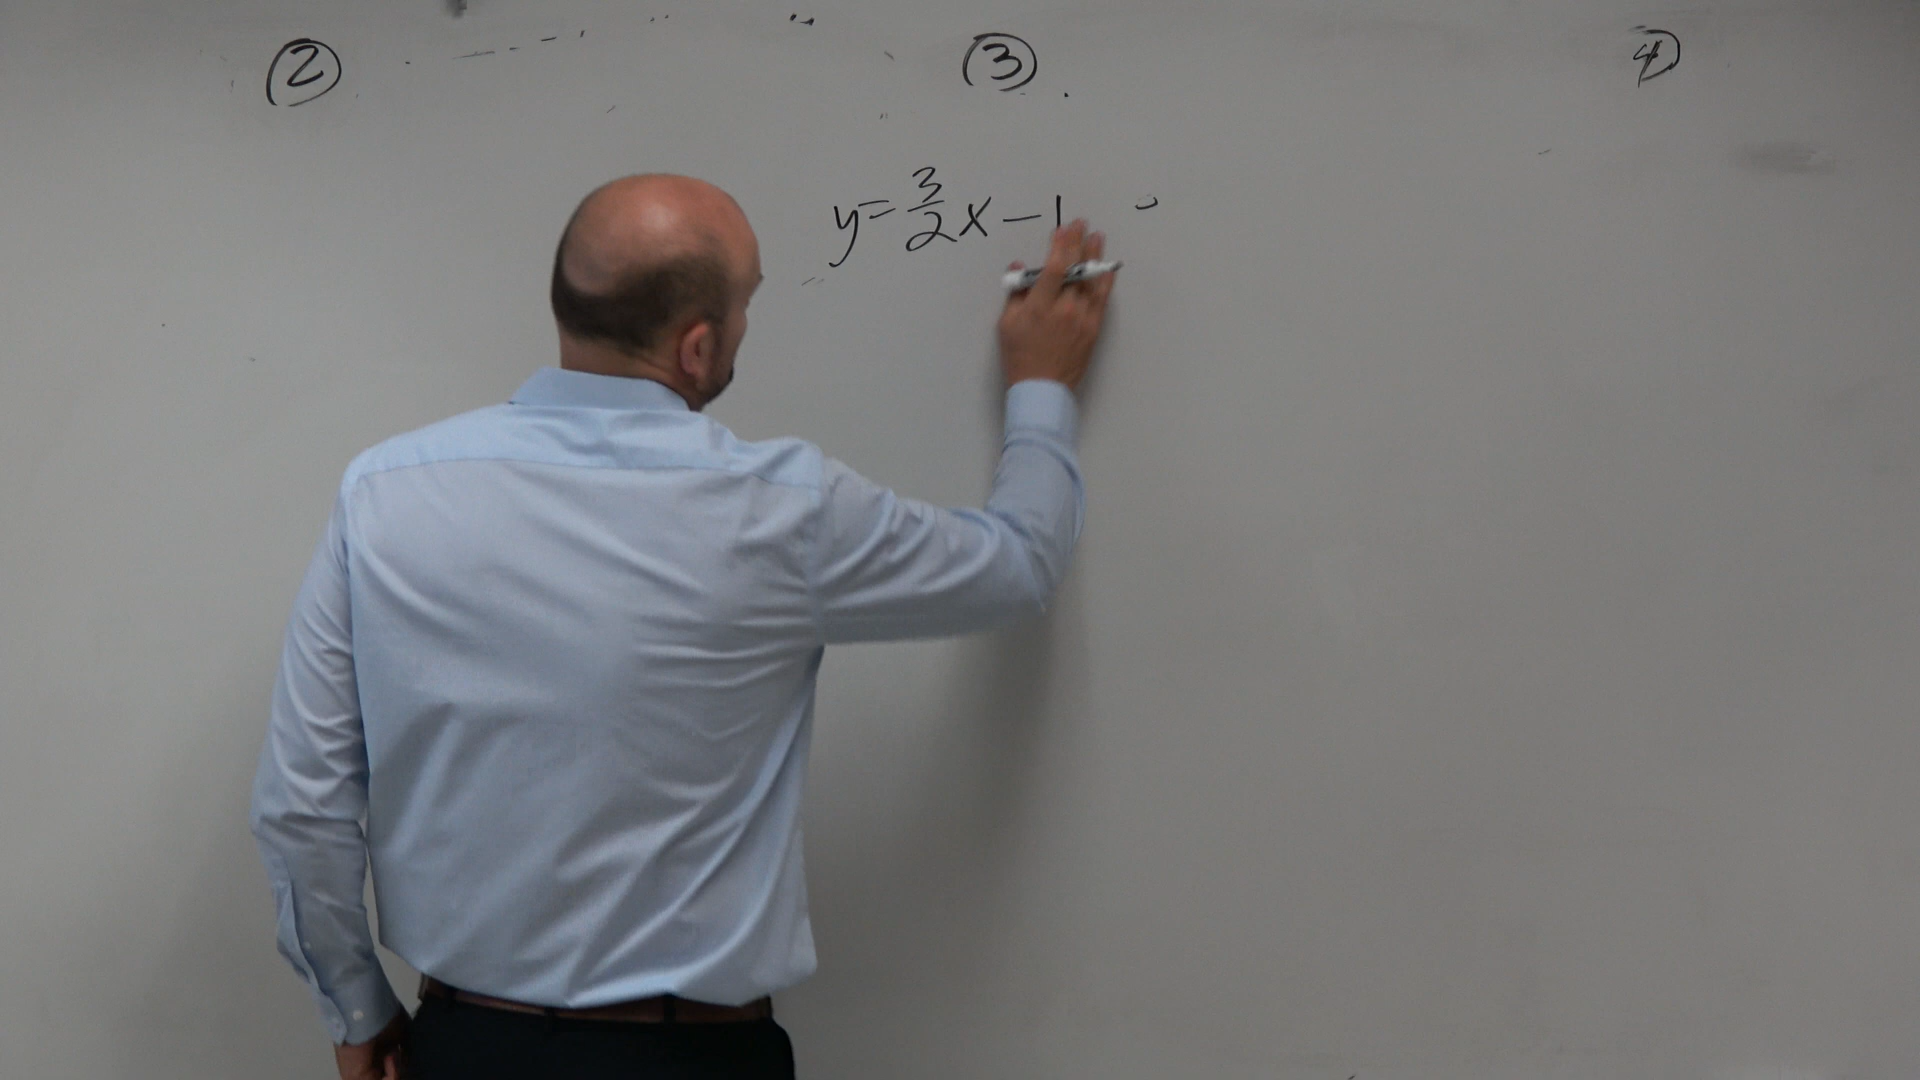 ② ③ ④
y = 3/2 x - 1